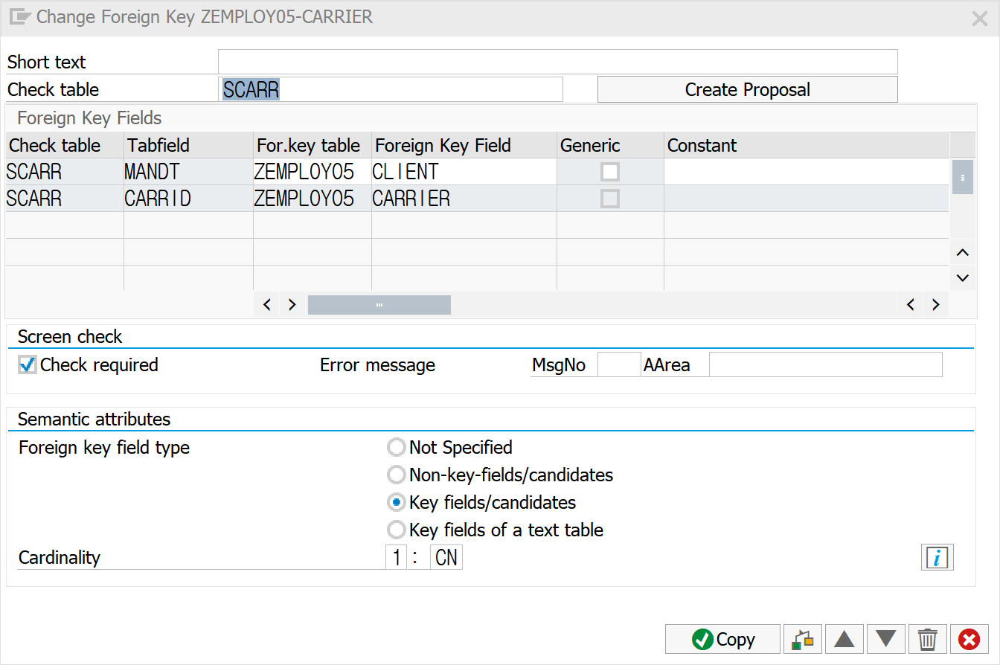 Change Foreign Key ZEMPLOY05-CARRIER
Short text
Check table SCARR Create Proposal
Foreign Key Fields
Check table Tabfield For.key table Foreign Key Field Generic Constant
SCARR MANDT ZEMPLOY05 CLIENT
SCARR CARRID ZEMPLOY05 CARRIER
Screen check
Check required Error message MsgNo AArea
Semantic attributes
Foreign key field type Not Specified
Non-key-fields/candidates
Key fields/candidates
Key fields of a text table
Cardinality 1 : CN i
Copy